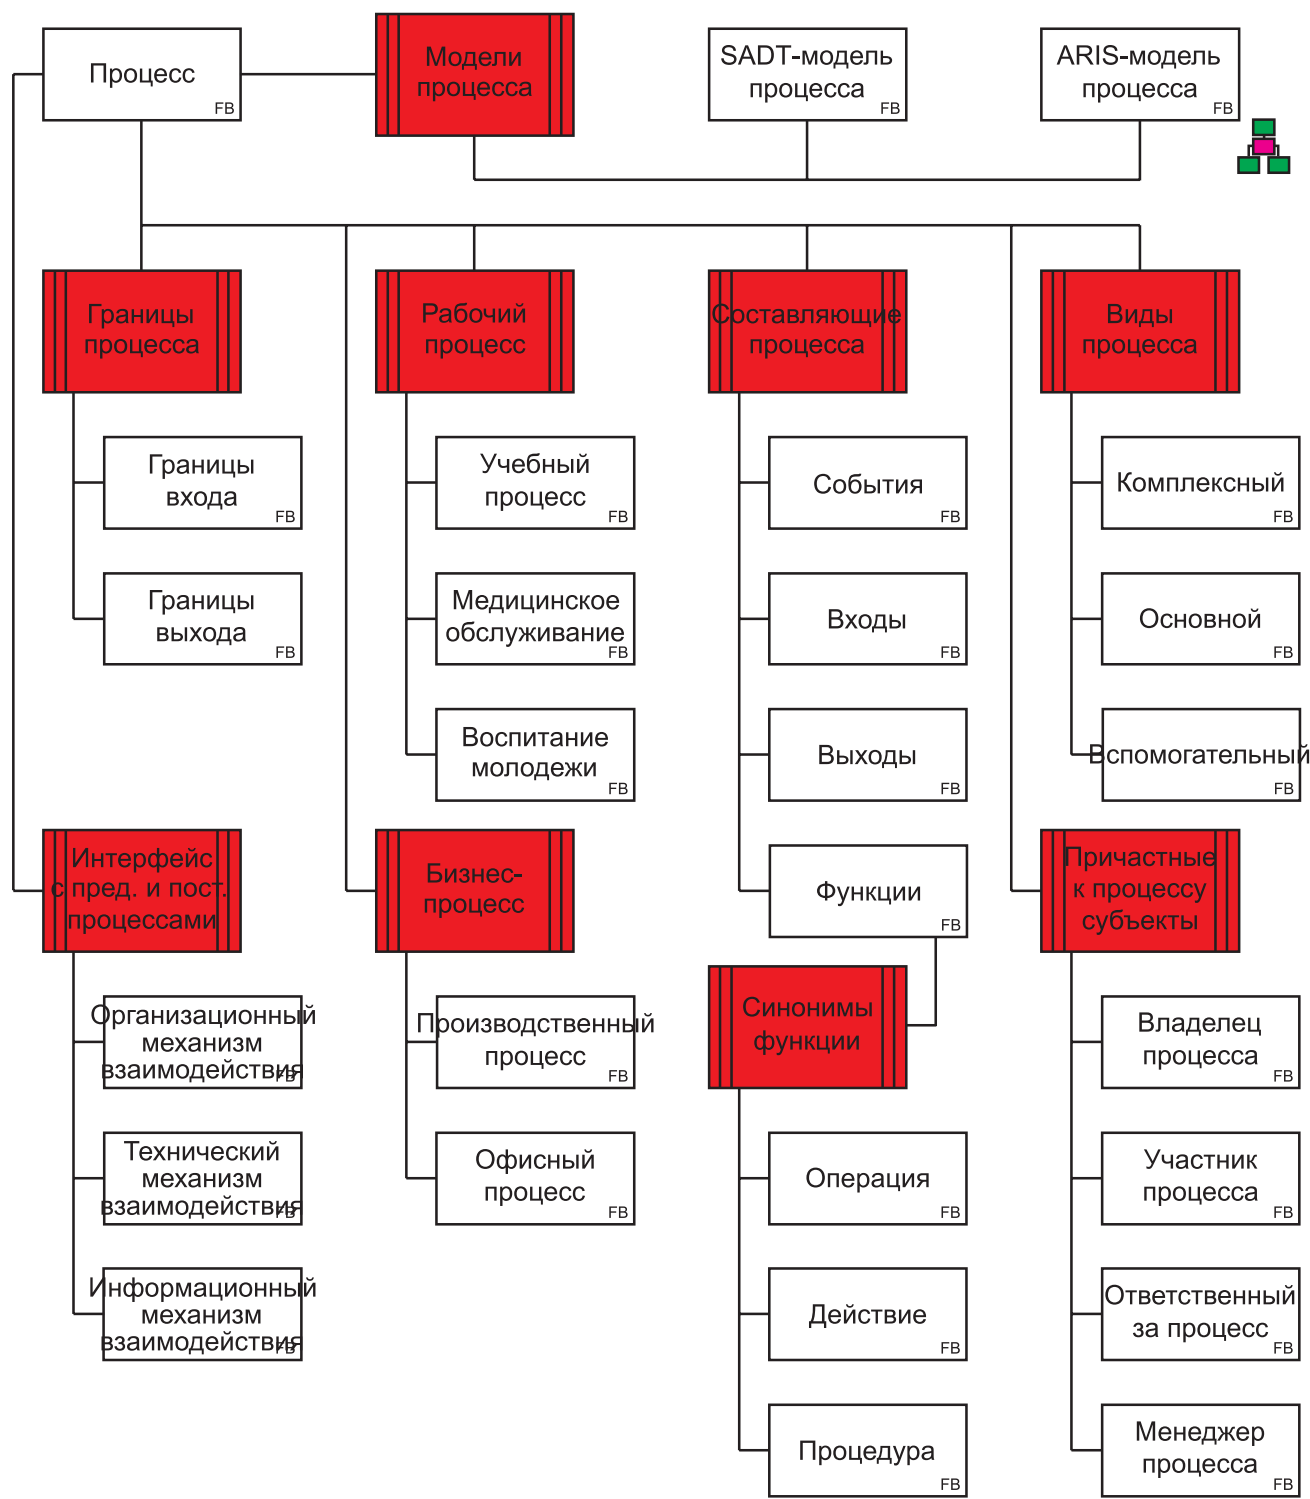 Процесс
FB
Модели
процесса
SADT-модель
процесса
FB
ARIS-модель
процесса
FB
Границы
процесса
Рабочий
процесс
Составляющие
процесса
Виды
процесса
Границы
входа
FB
Учебный
процесс
FB
События
FB
Комплексный
FB
Границы
выхода
FB
Медицинское
обслуживание
FB
Входы
FB
Основной
FB
Воспитание
молодежи
FB
Выходы
FB
Вспомогательный
FB
Интерфейс
с пред. и пост.
процессами
Бизнес-
процесс
Функции
FB
Причастные
к процессу
субъекты
Организационный
механизм
взаимодействия
FB
Производственный
процесс
FB
Синонимы
функции
Владелец
процесса
FB
Технический
механизм
взаимодействия
FB
Офисный
процесс
FB
Операция
FB
Участник
процесса
FB
Информационный
механизм
взаимодействия
FB
Действие
FB
Ответственный
за процесс
FB
Процедура
FB
Менеджер
процесса
FB